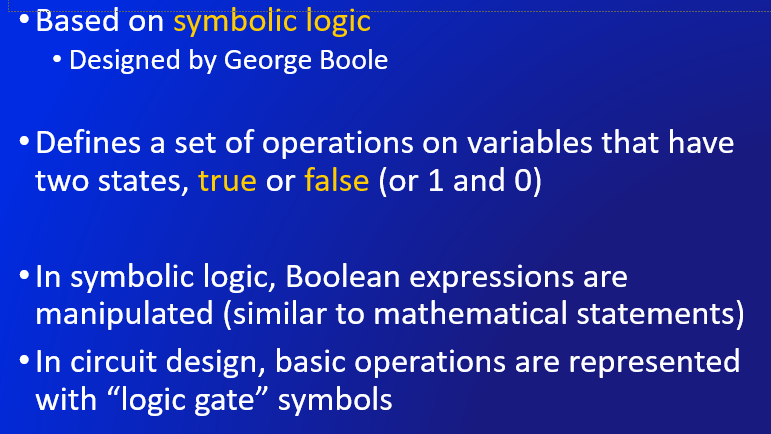 • Based on symbolic logic
• Designed by George Boole
• Defines a set of operations on variables that have
two states, true or false (or 1 and 0)
• In symbolic logic, Boolean expressions are
manipulated (similar to mathematical statements)
• In circuit design, basic operations are represented
with “logic gate” symbols